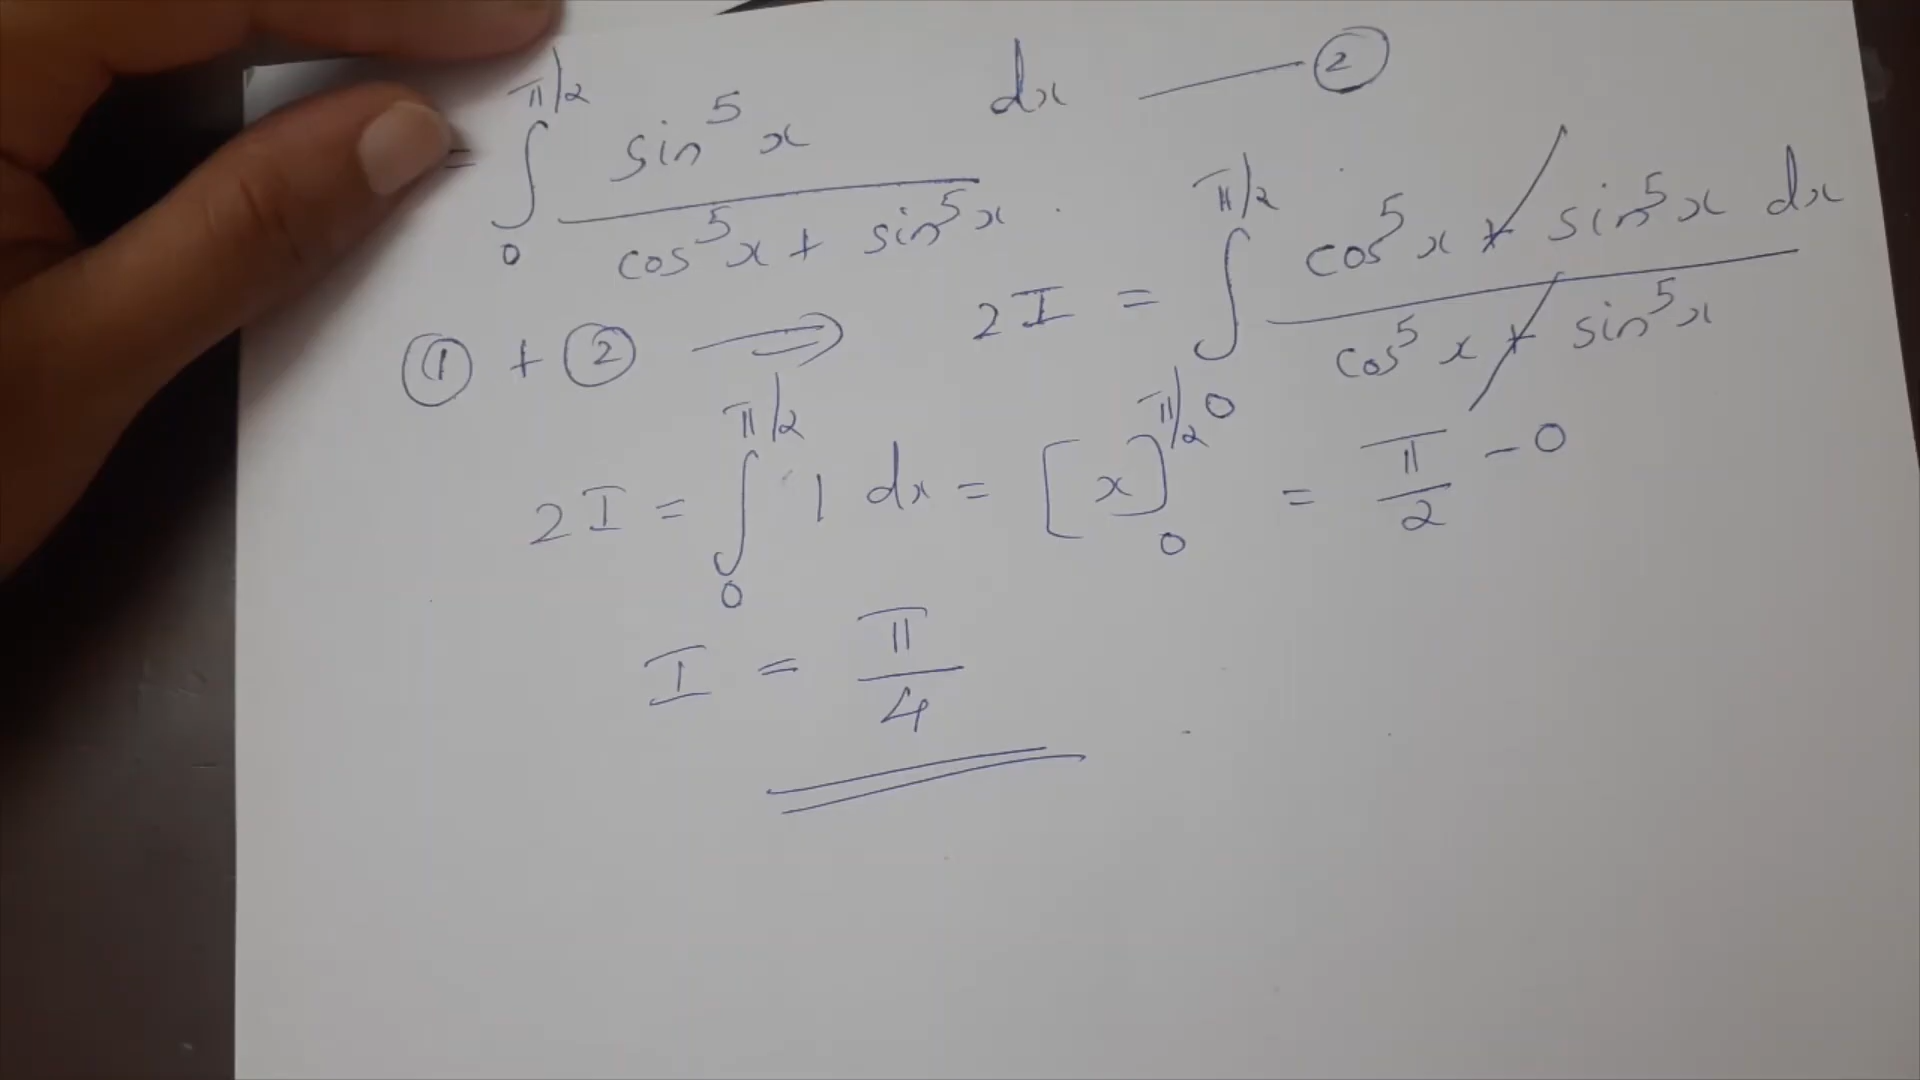 = ∫₀^{π/2} sin⁵x / (cos⁵x + sin⁵x) dx —— ②
① + ② ⟹ 2I = ∫₀^{π/2} (cos⁵x + sin⁵x dx) / (cos⁵x + sin⁵x)
2I = ∫₀^{π/2} 1 dx = [x]₀^{π/2} = π/2 - 0
I = π/4